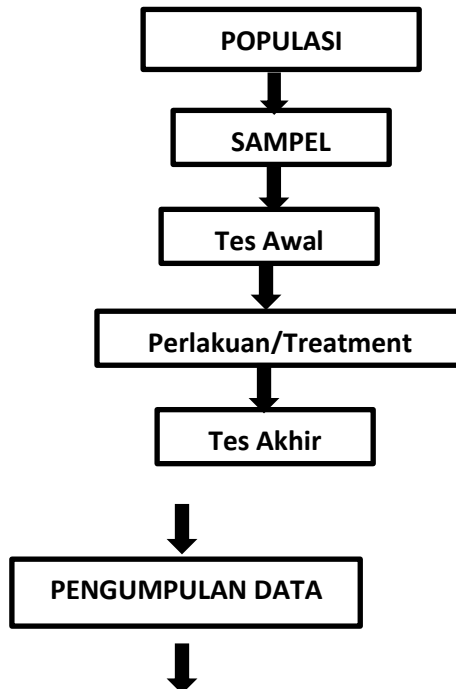 POPULASI
SAMPEL
Tes Awal
Perlakuan/Treatment
Tes Akhir
PENGUMPULAN DATA